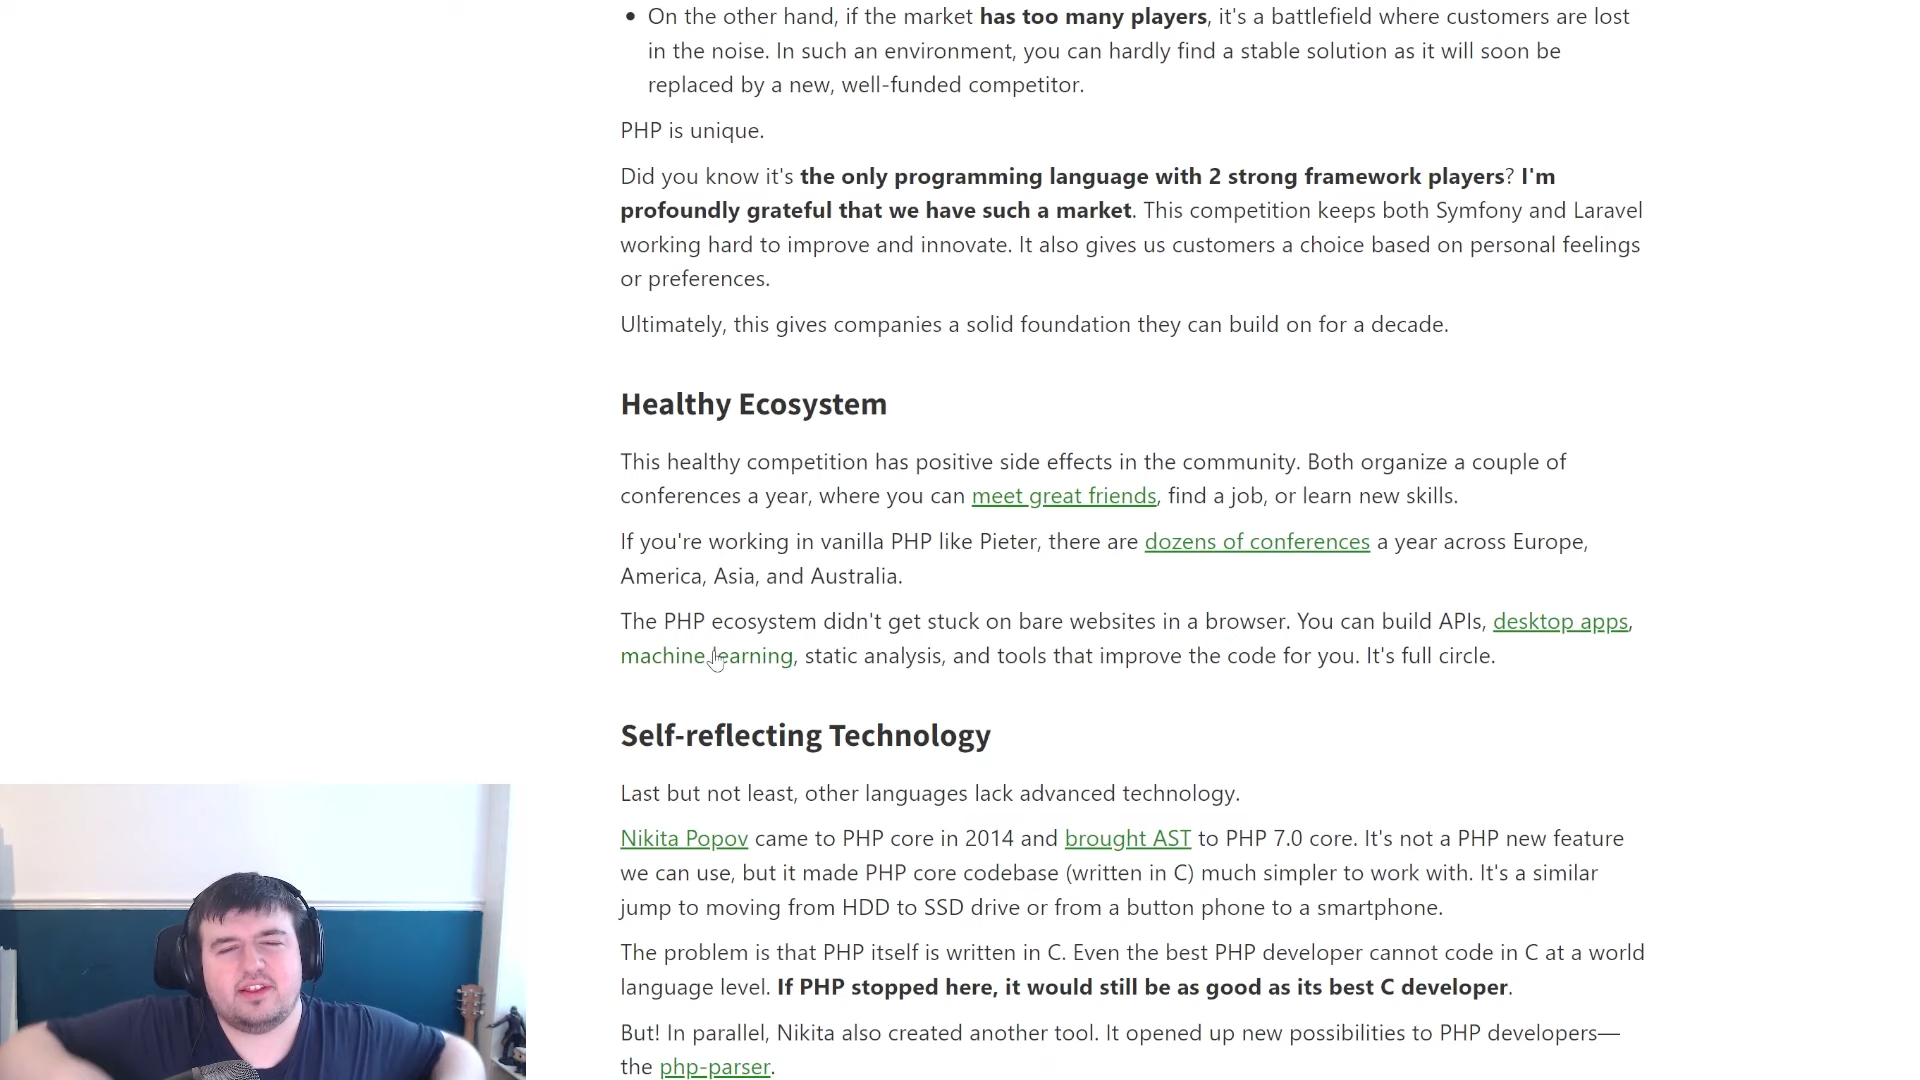 • On the other hand, if the market has too many players, it's a battlefield where customers are lost
in the noise. In such an environment, you can hardly find a stable solution as it will soon be
replaced by a new, well-funded competitor.
PHP is unique.
Did you know it's the only programming language with 2 strong framework players? I'm
profoundly grateful that we have such a market. This competition keeps both Symfony and Laravel
working hard to improve and innovate. It also gives us customers a choice based on personal feelings
or preferences.
Ultimately, this gives companies a solid foundation they can build on for a decade.
Healthy Ecosystem
This healthy competition has positive side effects in the community. Both organize a couple of
conferences a year, where you can meet great friends, find a job, or learn new skills.
If you're working in vanilla PHP like Pieter, there are dozens of conferences a year across Europe,
America, Asia, and Australia.
The PHP ecosystem didn't get stuck on bare websites in a browser. You can build APIs, desktop apps,
machine learning, static analysis, and tools that improve the code for you. It's full circle.
Self-reflecting Technology
Last but not least, other languages lack advanced technology.
Nikita Popov came to PHP core in 2014 and brought AST to PHP 7.0 core. It's not a PHP new feature
we can use, but it made PHP core codebase (written in C) much simpler to work with. It's a similar
jump to moving from HDD to SSD drive or from a button phone to a smartphone.
The problem is that PHP itself is written in C. Even the best PHP developer cannot code in C at a world
language level. If PHP stopped here, it would still be as good as its best C developer.
But! In parallel, Nikita also created another tool. It opened up new possibilities to PHP developers—
the php-parser.